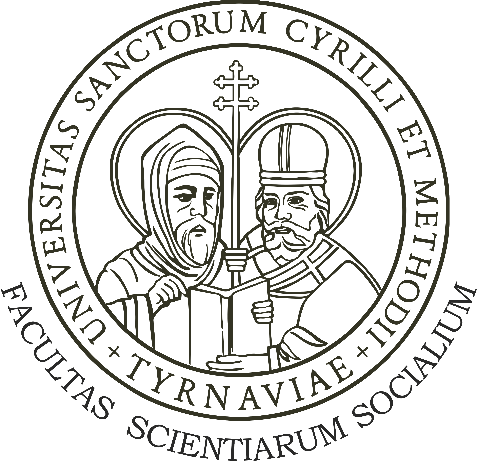 UNIVERSITAS SANCTORUM CYRILLI ET METHODII
+ TYRNAVIAE +
FACULTAS SCIENTIARUM SOCIALIUM